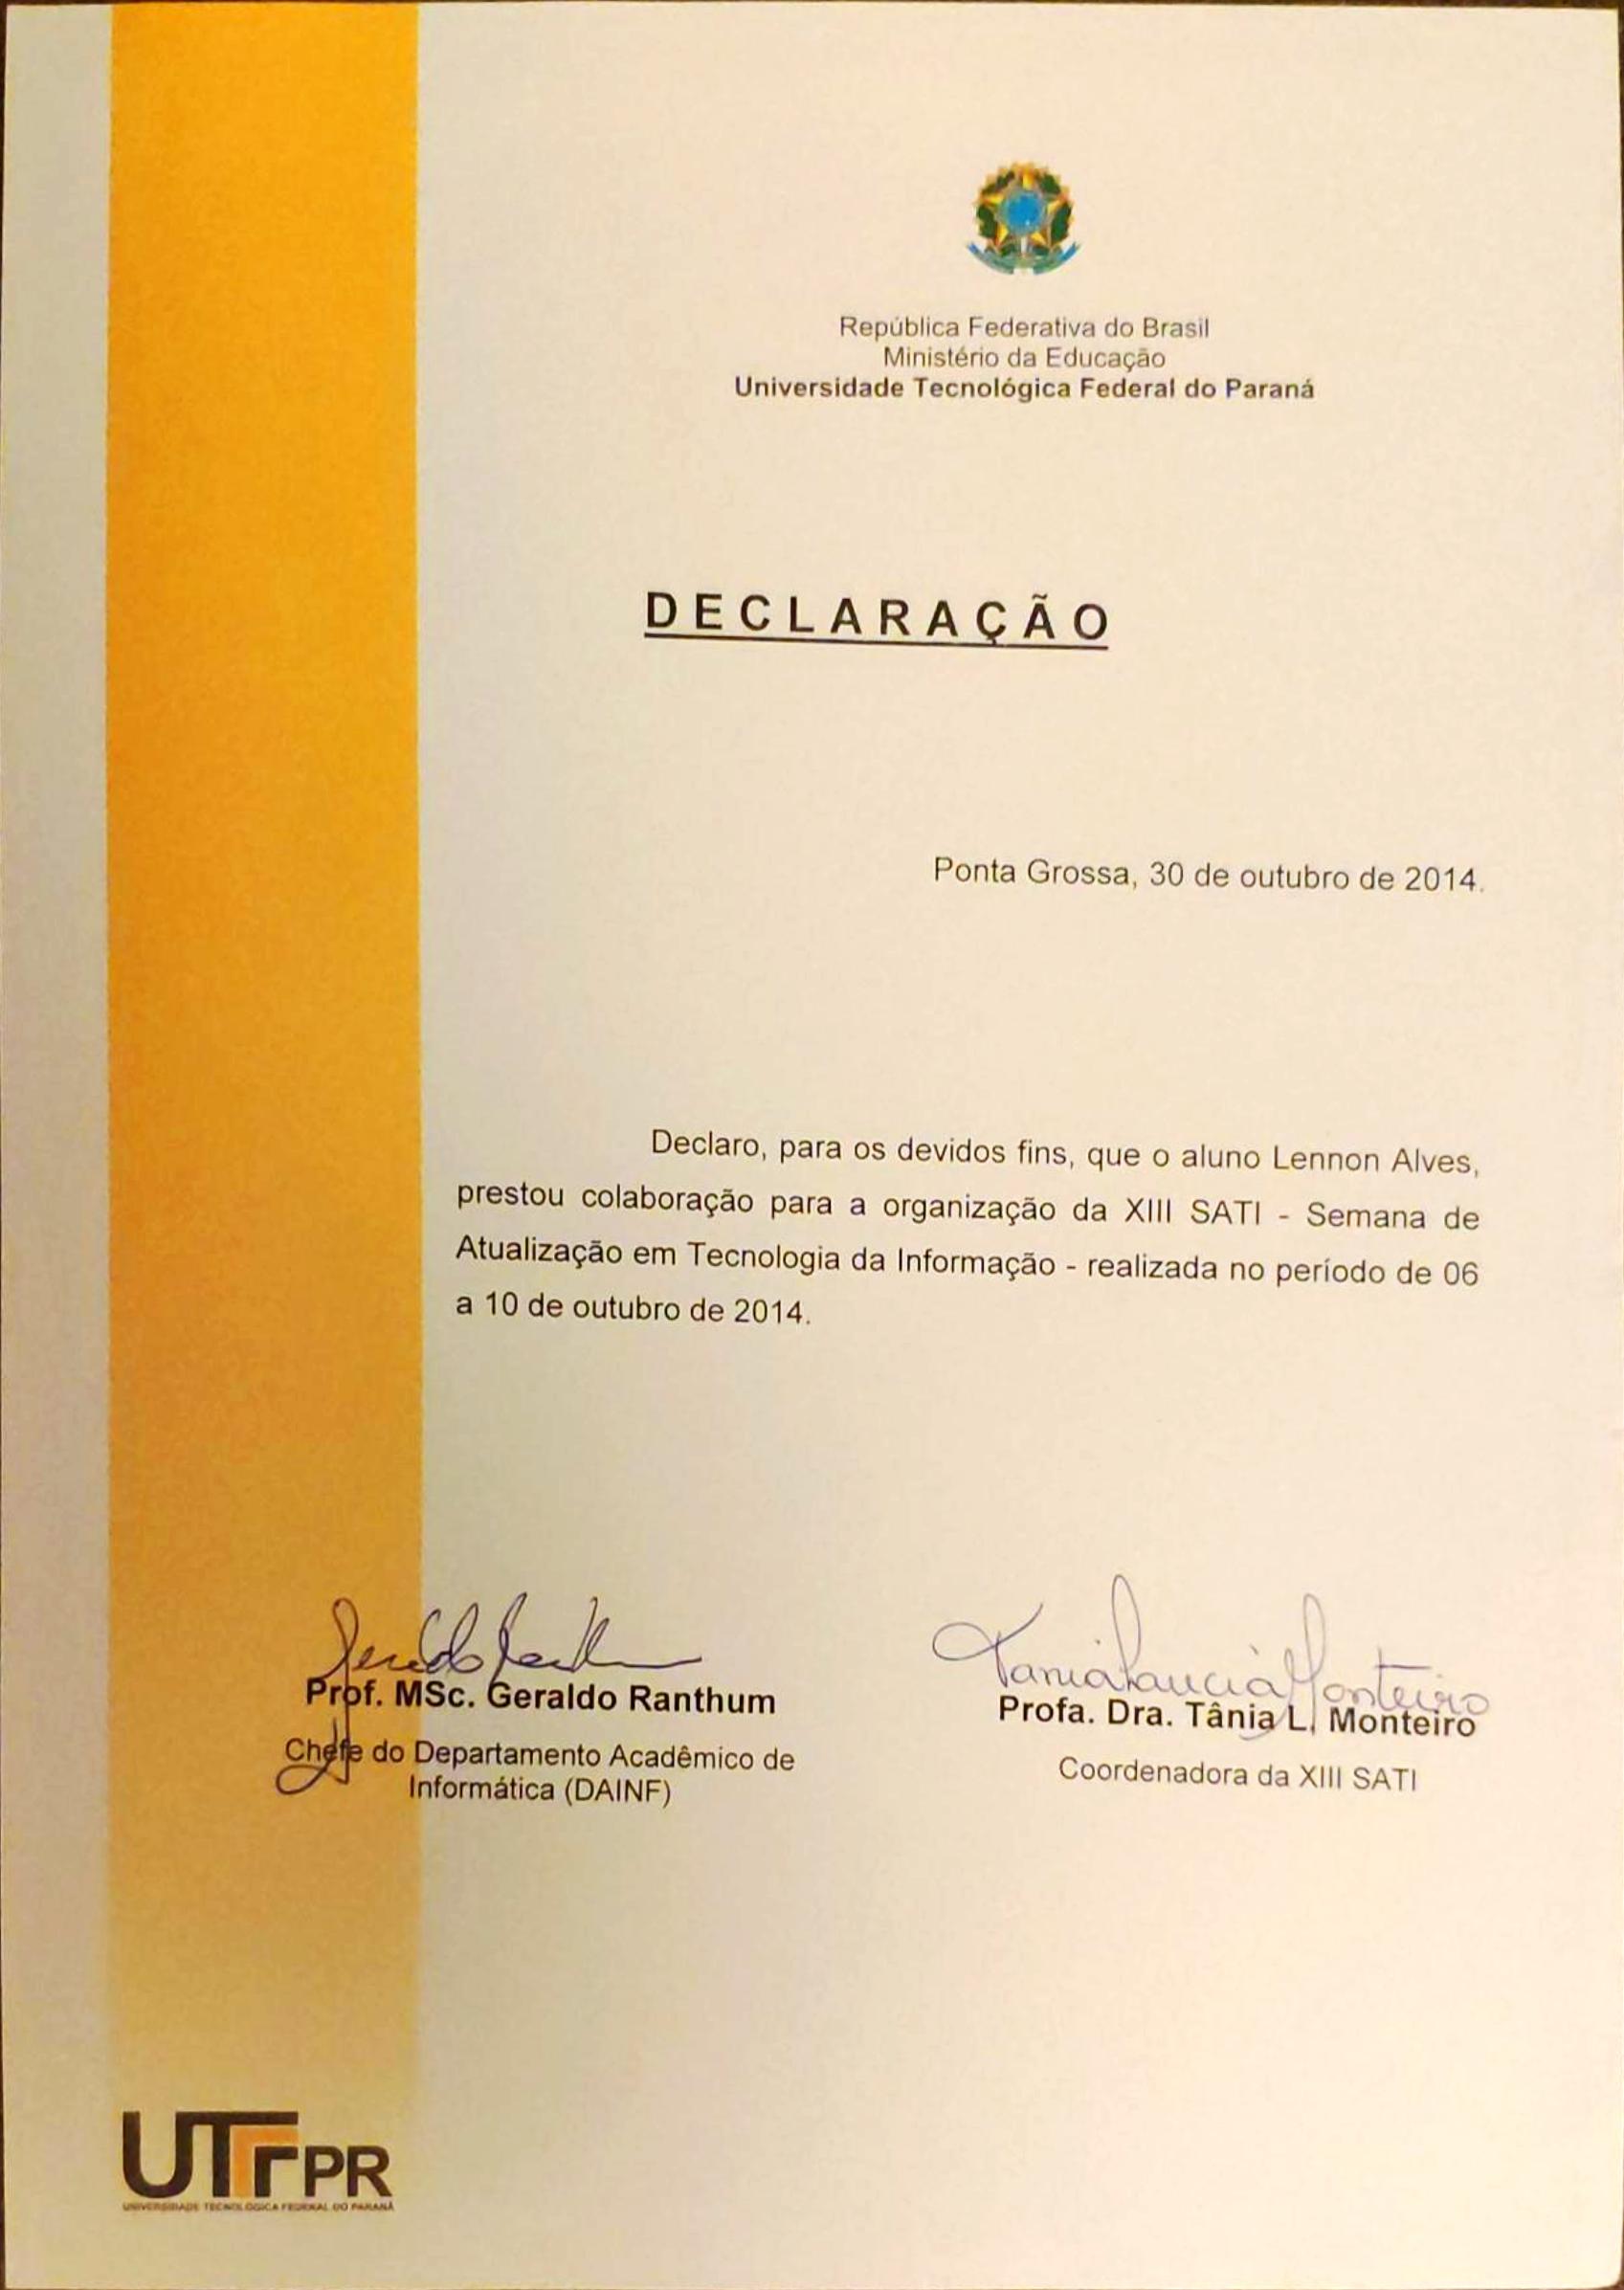 República Federativa do Brasil
Ministério da Educação
Universidade Tecnológica Federal do Paraná
DECLARAÇÃO
Ponta Grossa, 30 de outubro de 2014.
Declaro, para os devidos fins, que o aluno Lennon Alves,
prestou colaboração para a organização da XIII SATI - Semana de
Atualização em Tecnologia da Informação - realizada no período de 06
a 10 de outubro de 2014.
Prof. MSc. Geraldo Ranthum
Chefe do Departamento Acadêmico de
Informática (DAINF)
Tania Lucia Monteiro
Profa. Dra. Tânia L. Monteiro
Coordenadora da XIII SATI
UTFPR
UNIVERSIDADE TECNOLÓGICA FEDERAL DO PARANÁ